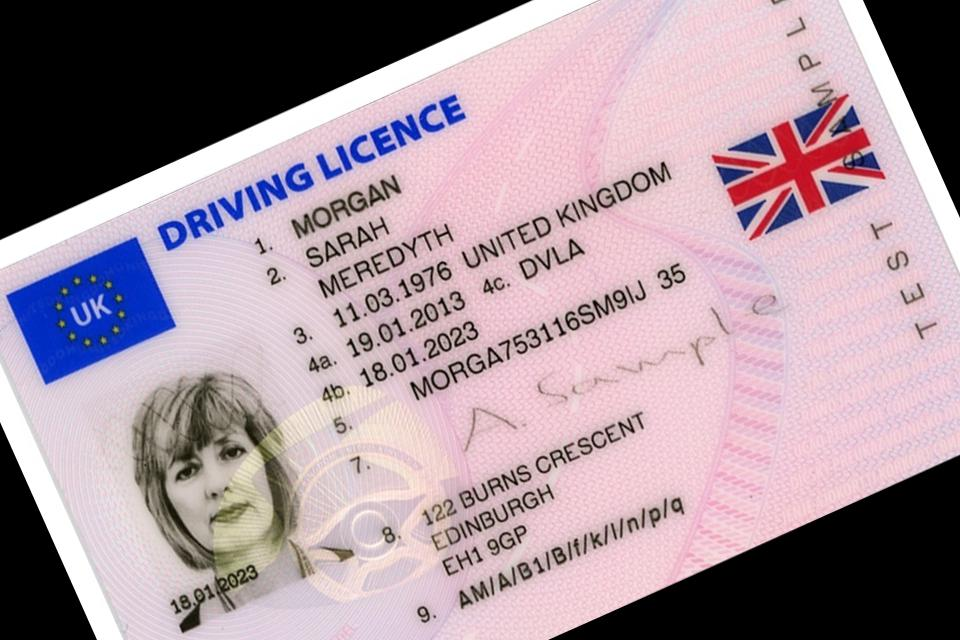 DRIVING LICENCE
UK
1. MORGAN
2. SARAH
MEREDYTH
3. 11.03.1976 UNITED KINGDOM
4a. 19.01.2013 4c. DVLA
4b. 18.01.2023
5. MORGA753116SM9IJ 35
7. A. Sample
8. 122 BURNS CRESCENT
EDINBURGH
EH1 9GP
9. AM/A/B1/B/f/k/l/n/p/q
18.01.2023
TEST SAMPLE